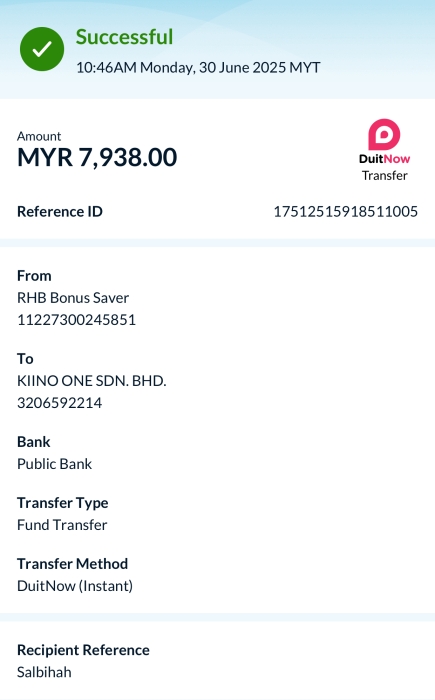 Successful
10:46AM Monday, 30 June 2025 MYT
Amount
MYR 7,938.00
DuitNow
Transfer
Reference ID
17512515918511005
From
RHB Bonus Saver
11227300245851
To
KIINO ONE SDN. BHD.
3206592214
Bank
Public Bank
Transfer Type
Fund Transfer
Transfer Method
DuitNow (Instant)
Recipient Reference
Salbihah